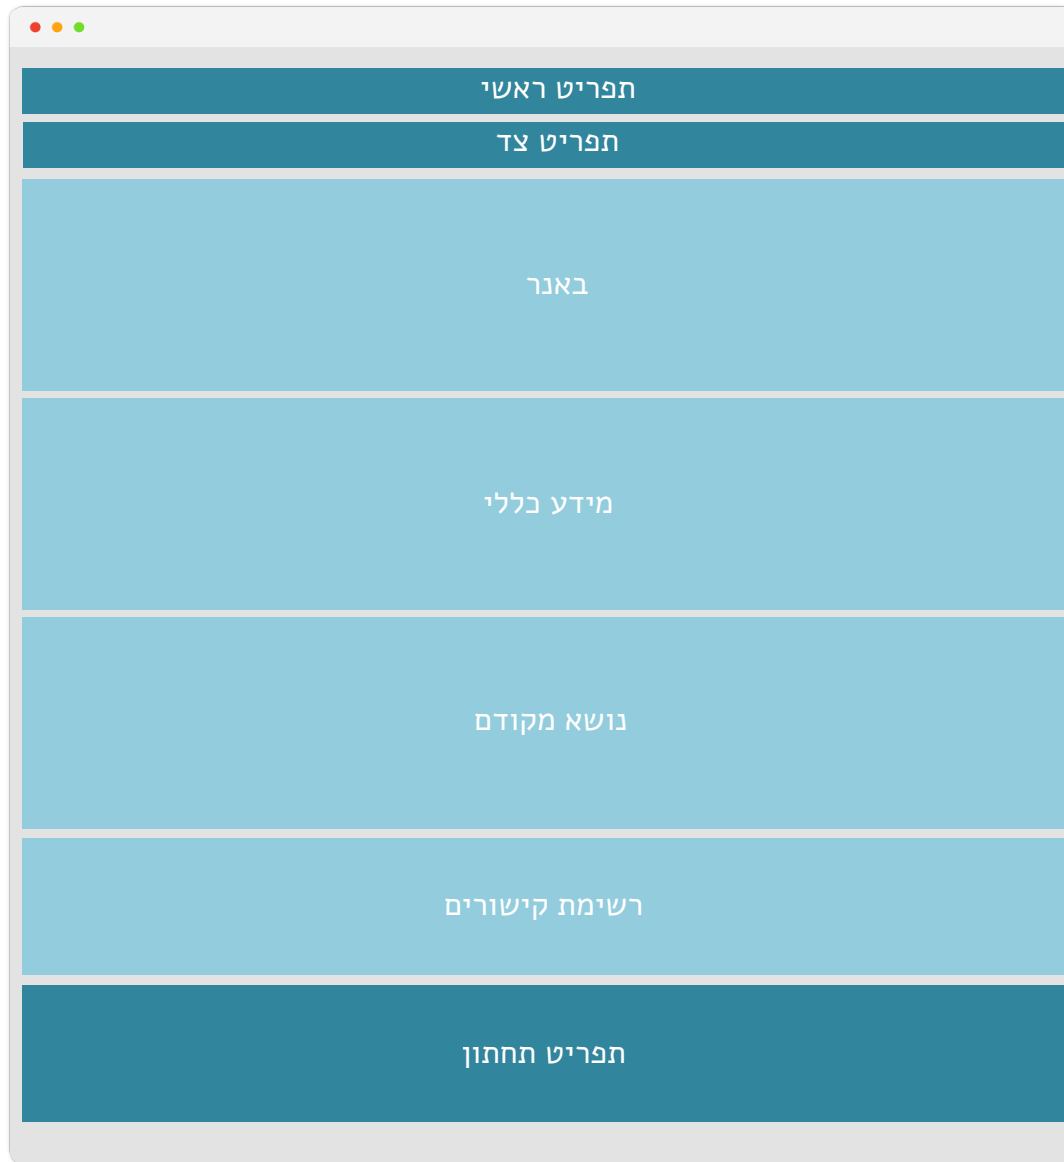 תפריט ראשי
תפריט צד
באנר
מידע כללי
נושא מקודם
רשימת קישורים
תפריט תחתון